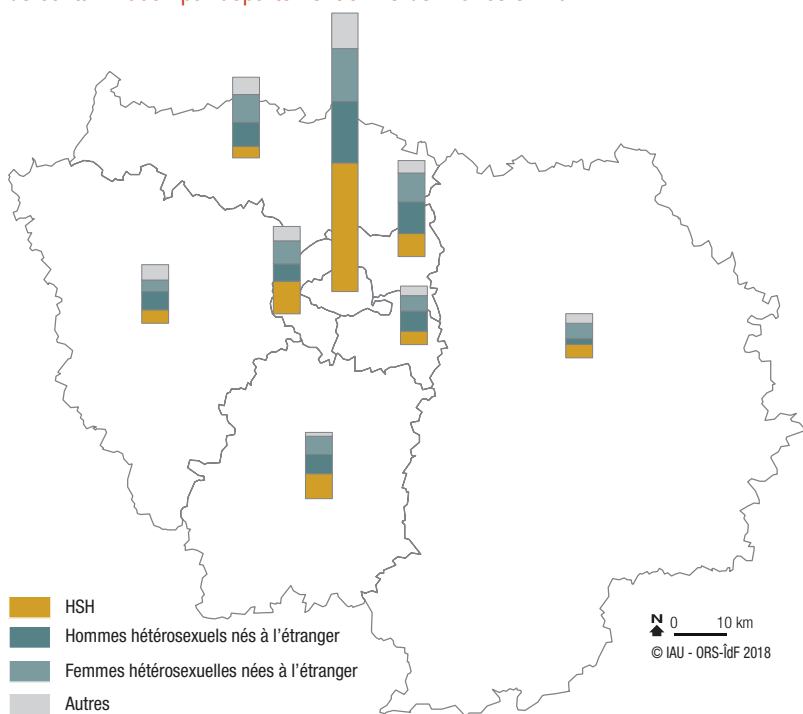 HSH
Hommes hétérosexuels nés à l'étranger
Femmes hétérosexuelles nées à l'étranger
Autres
N 0 10 km
© IAU - ORS-ÎdF 2018